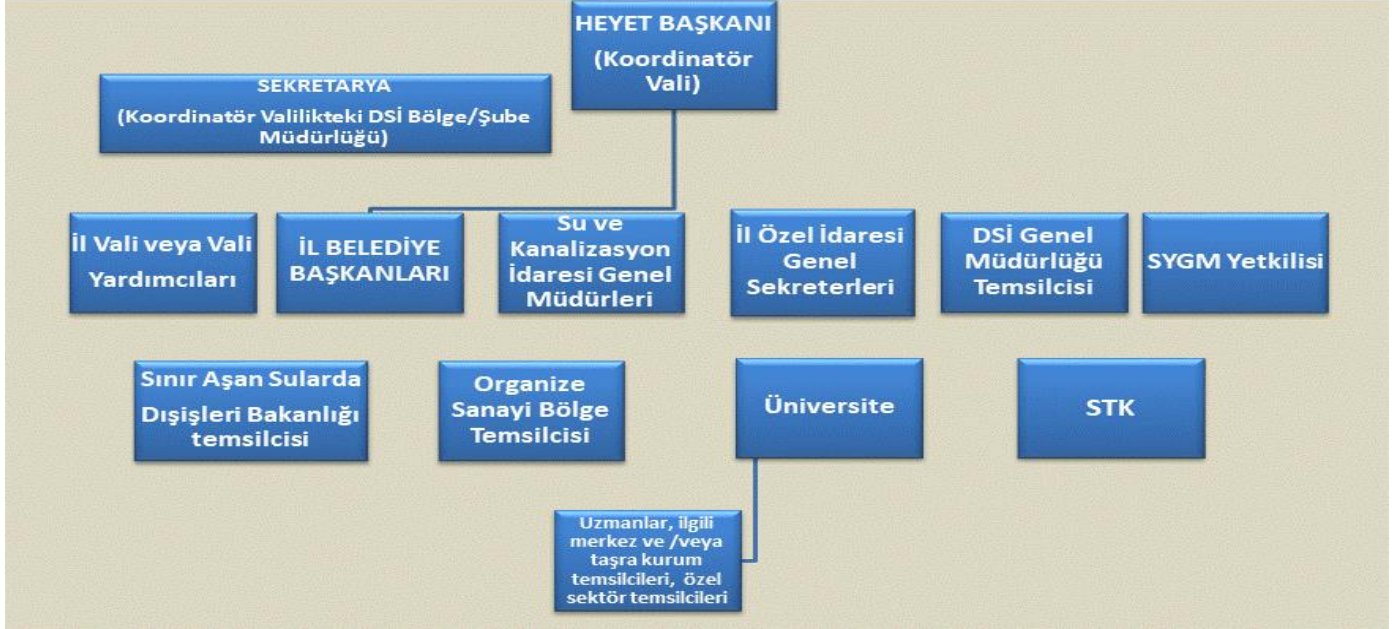 HEYET BAŞKANI
(Koordinatör
Vali)
SEKRETARYA
(Koordinatör Valilikteki DSİ Bölge/Şube
Müdürlüğü)
İl Vali veya Vali
Yardımcıları
İL BELEDİYE
BAŞKANLARI
Su ve
Kanalizasyon
İdaresi Genel
Müdürleri
İl Özel İdaresi
Genel
Sekreterleri
DSİ Genel
Müdürlüğü
Temsilcisi
SYGM Yetkilisi
Sınır Aşan Sularda
Dışişleri Bakanlığı
temsilcisi
Organize
Sanayi Bölge
Temsilcisi
Üniversite
STK
Uzmanlar, ilgili
merkez ve /veya
taşra kurum
temsilcileri, özel
sektör temsilcileri